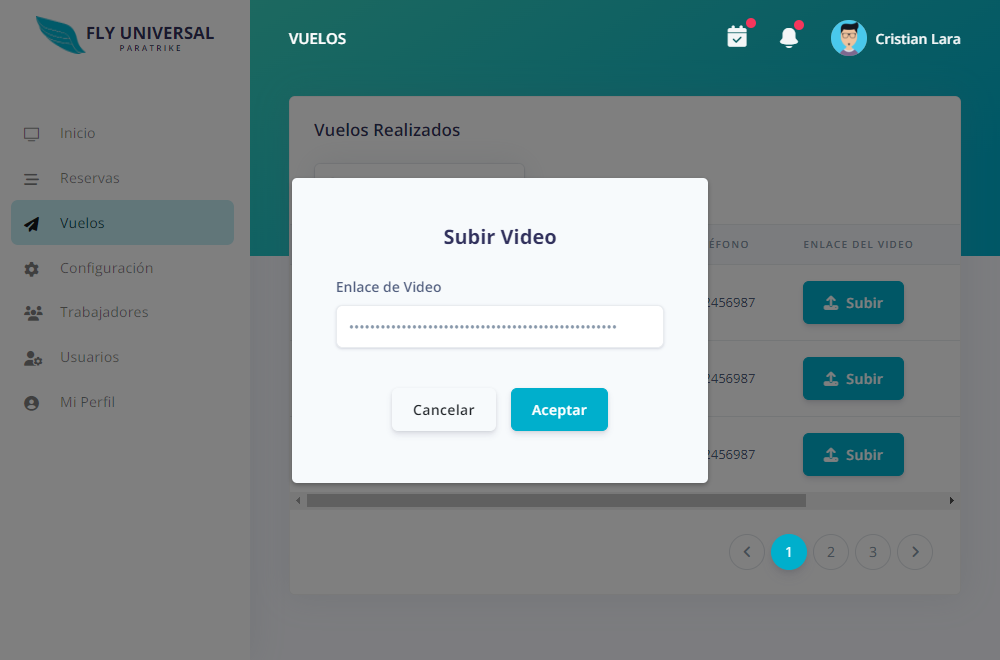 FLY UNIVERSAL
PARATRIKE
VUELOS
Cristian Lara
Inicio
Reservas
Vuelos
Configuración
Trabajadores
Usuarios
Mi Perfil
Vuelos Realizados
ENLACE DEL VIDEO
2456987 Subir
2456987 Subir
2456987 Subir
Subir Video
Enlace de Video
Cancelar Aceptar
1 2 3